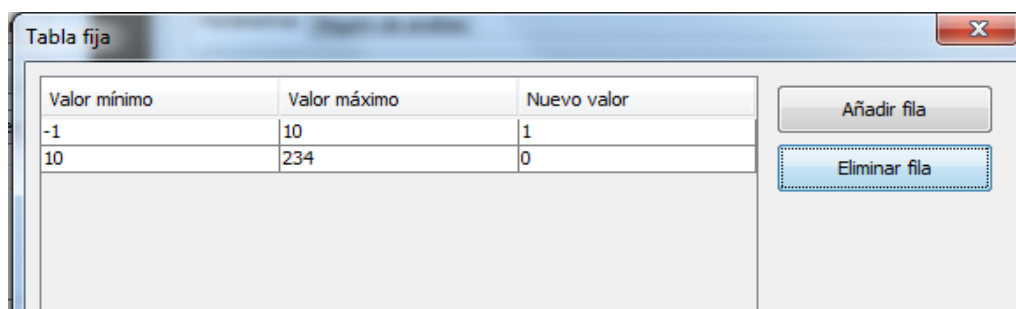 Tabla fija
Valor mínimo Valor máximo Nuevo valor
-1 10 1
10 234 0
Añadir fila
Eliminar fila